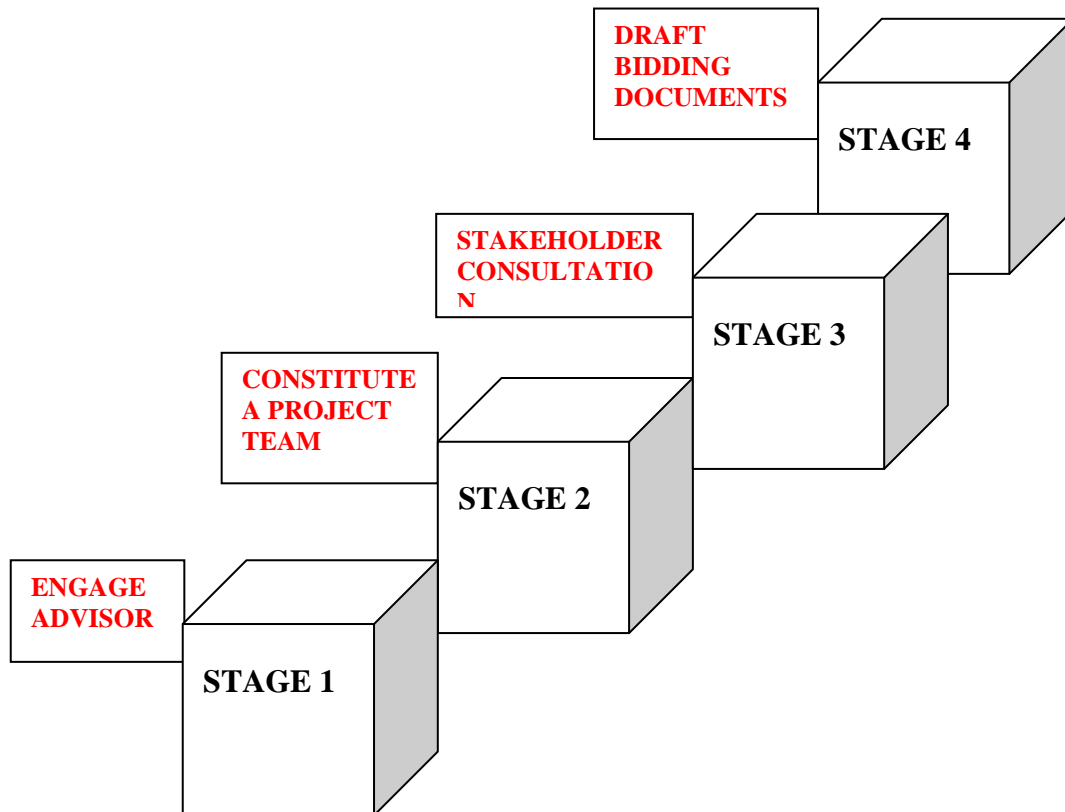 DRAFT
BIDDING
DOCUMENTS
STAGE 4
STAKEHOLDER
CONSULTATIO
N
STAGE 3
CONSTITUTE
A PROJECT
TEAM
STAGE 2
ENGAGE
ADVISOR
STAGE 1